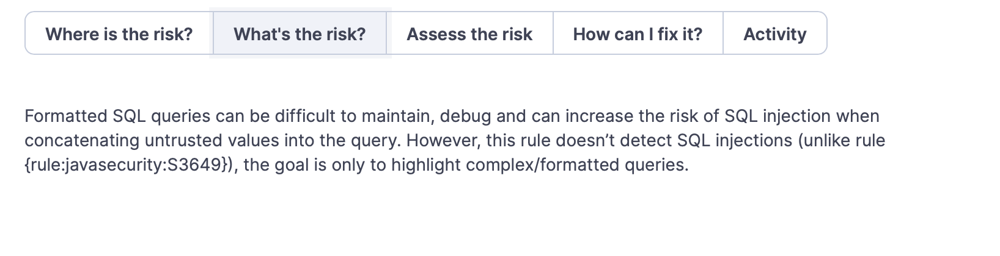 Where is the risk? What's the risk? Assess the risk How can I fix it? Activity
Formatted SQL queries can be difficult to maintain, debug and can increase the risk of SQL injection when
concatenating untrusted values into the query. However, this rule doesn’t detect SQL injections (unlike rule
{rule:javasecurity:S3649}), the goal is only to highlight complex/formatted queries.